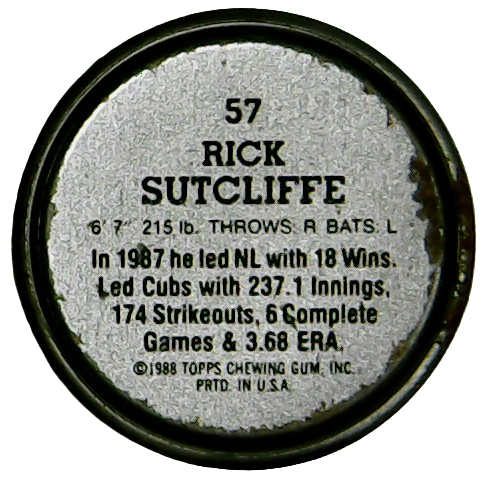 57
RICK
SUTCLIFFE
6' 7" 215 lb. THROWS: R BATS: L
In 1987 he led NL with 18 Wins.
Led Cubs with 237.1 Innings,
174 Strikeouts, 6 Complete
Games & 3.68 ERA.
©1988 TOPPS CHEWING GUM, INC.
PRTD. IN U.S.A.